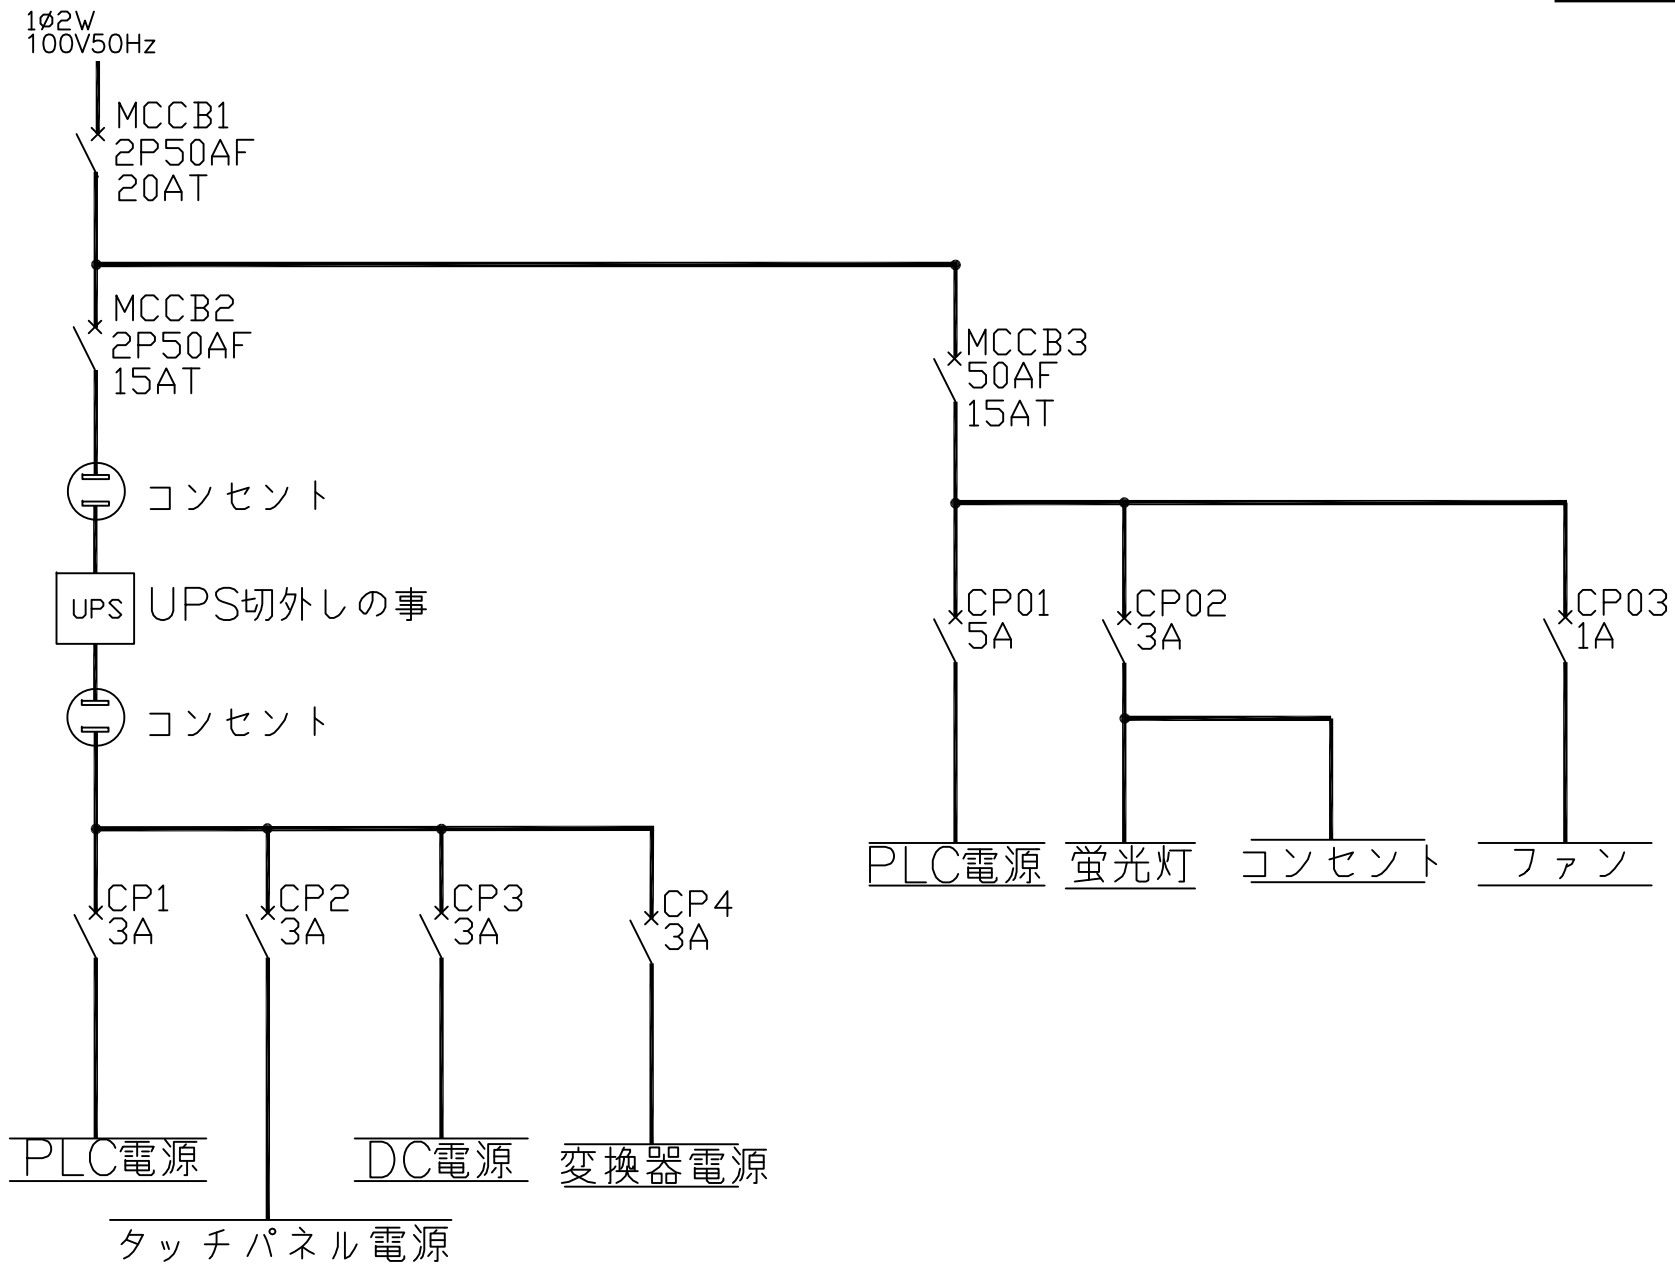 1ø2W
100V50Hz
MCCB1
2P50AF
20AT
MCCB2
2P50AF
15AT
MCCB3
50AF
15AT
コンセント
UPS
UPS切外しの事
コンセント
CP01
5A
CP02
3A
CP03
1A
PLC電源
蛍光灯
コンセント
ファン
CP1
3A
CP2
3A
CP3
3A
CP4
3A
PLC電源
DC電源
変換器電源
タッチパネル電源